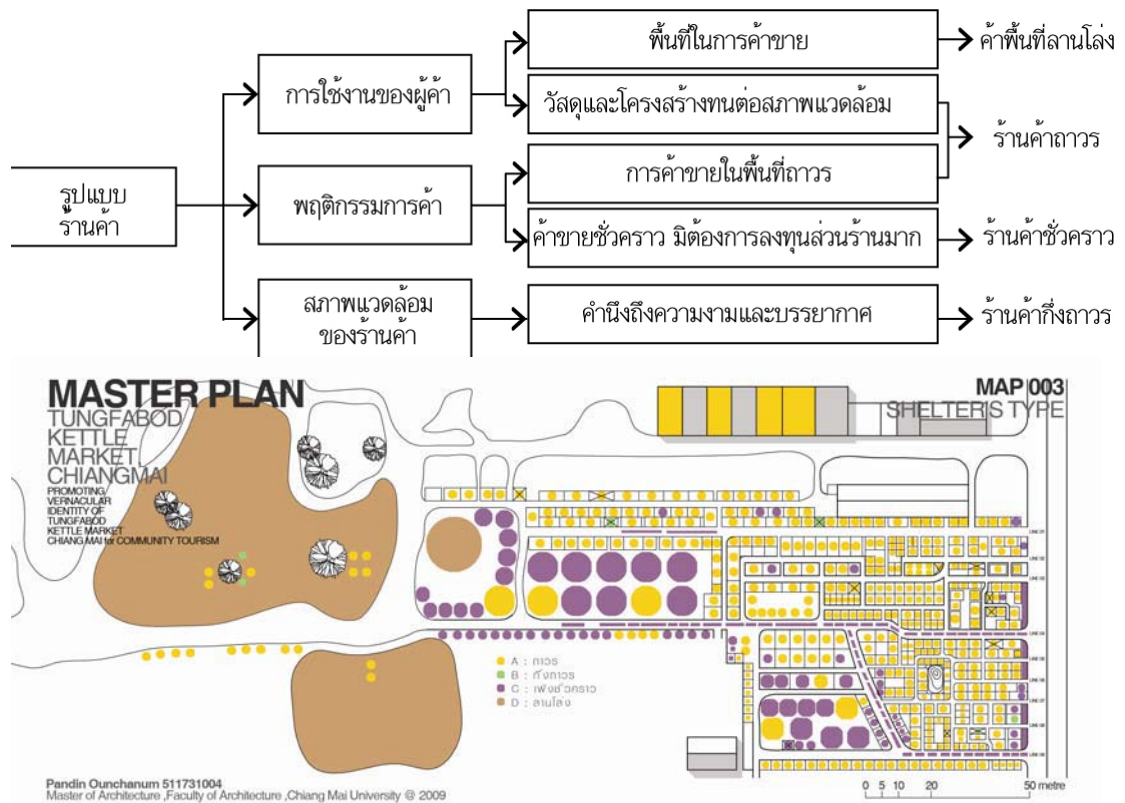 พื้นที่ในการค้าขาย
ค้าพื้นที่ลานโล่ง
การใช้งานของผู้ค้า
วัสดุและโครงสร้างทนต่อสภาพแวดล้อม
ร้านค้าถาวร
รูปแบบ
ร้านค้า
พฤติกรรมการค้า
การค้าขายในพื้นที่ถาวร
ค้าขายชั่วคราว มิต้องการลงทุนส่วนร้านมาก
ร้านค้าชั่วคราว
สภาพแวดล้อม
ของร้านค้า
คำนึงถึงความงามและบรรยากาศ
ร้านค้ากึ่งถาวร
MASTER PLAN
TUNGFABOD
KETTLE
MARKET
CHIANGMAI
PROMOTING
VERNACULAR
IDENTITY OF
TUNGFABOD
KETTLE MARKET
CHIANG MAI for COMMUNITY TOURISM
MAP 003
SHELTER'S TYPE
A : ถาวร
B : กึ่งถาวร
C : เพิงชั่วคราว
D : ลานโล่ง
Pandin Ounchanum 511731004
Master of Architecture ,Faculty of Architecture ,Chiang Mai University @ 2009
0 5 10 20 50 metre